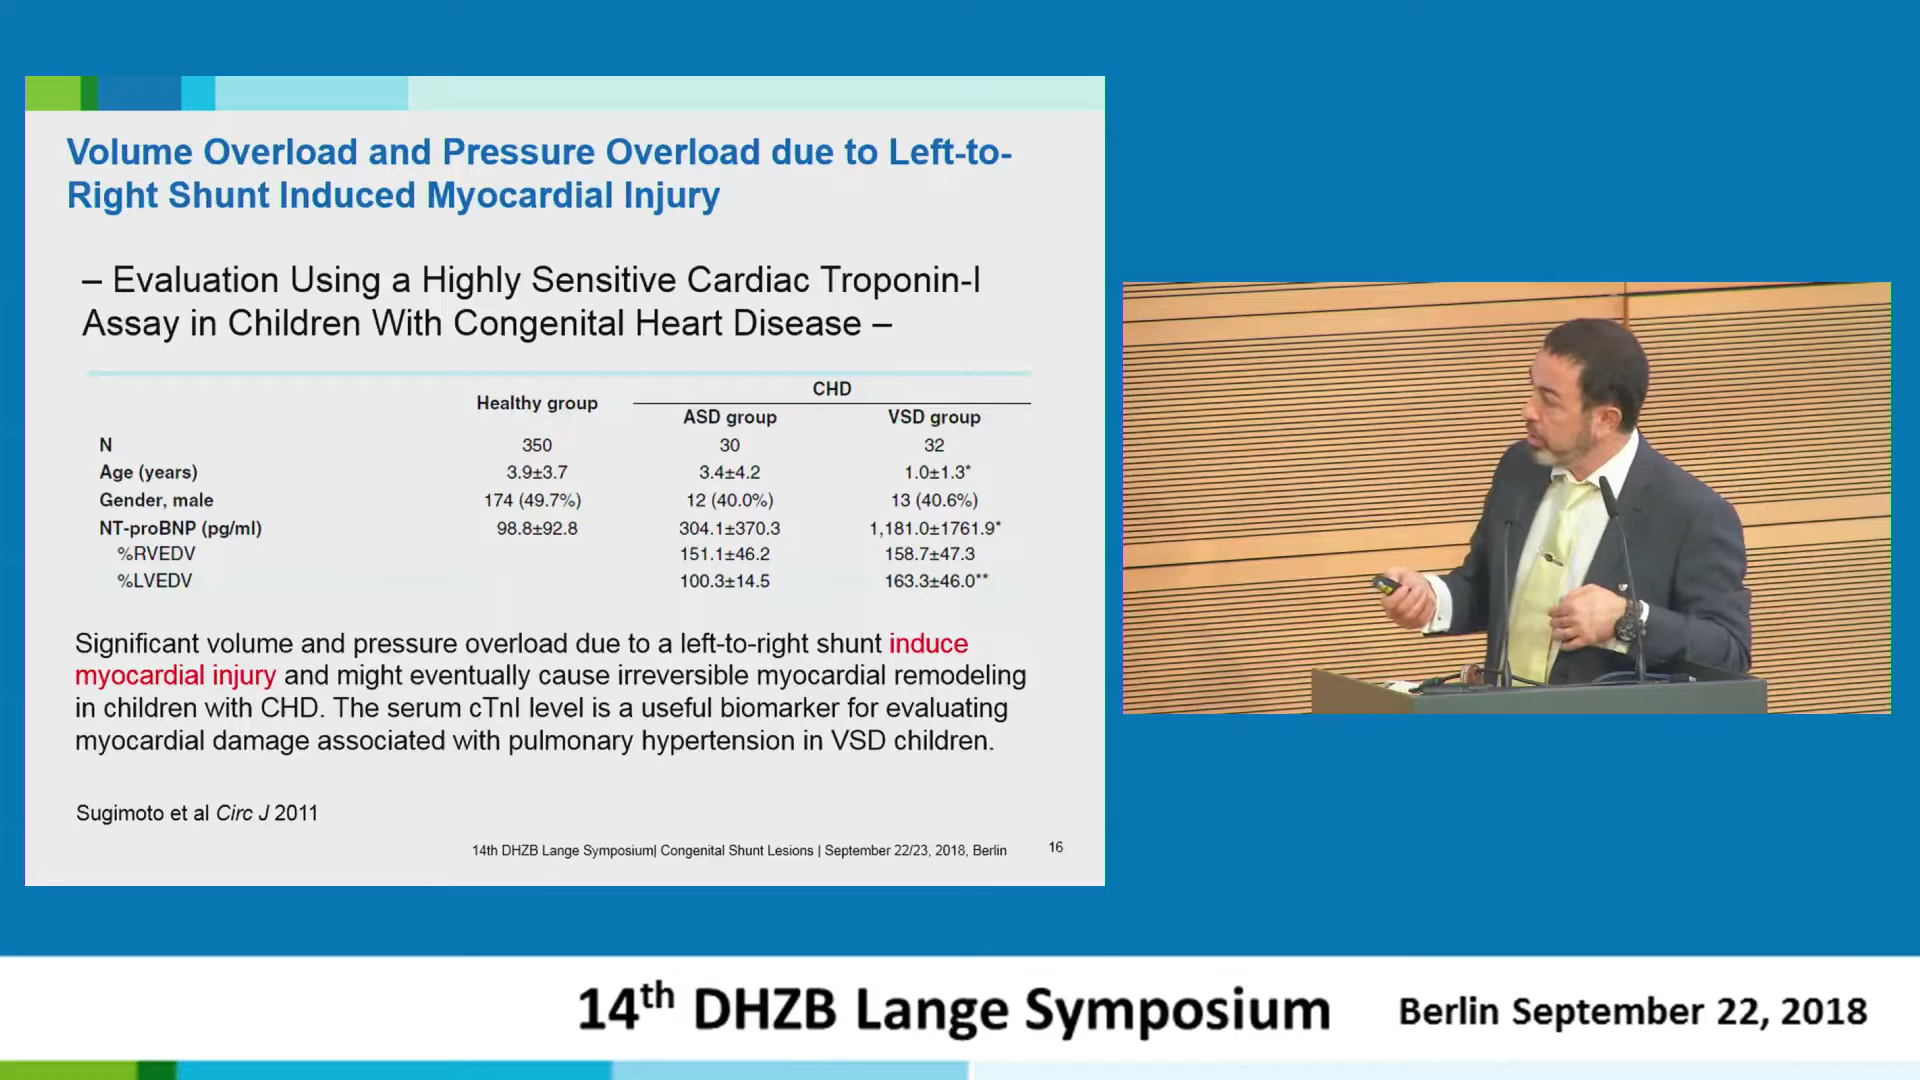 Volume Overload and Pressure Overload due to Left-to-
Right Shunt Induced Myocardial Injury
– Evaluation Using a Highly Sensitive Cardiac Troponin-I
Assay in Children With Congenital Heart Disease –
Healthy group CHD
ASD group VSD group
N 350 30 32
Age (years) 3.9±3.7 3.4±4.2 1.0±1.3*
Gender, male 174 (49.7%) 12 (40.0%) 13 (40.6%)
NT-proBNP (pg/ml) 98.8±92.8 304.1±370.3 1,181.0±1761.9*
%RVEDV 151.1±46.2 158.7±47.3
%LVEDV 100.3±14.5 163.3±46.0**
Significant volume and pressure overload due to a left-to-right shunt induce
myocardial injury and might eventually cause irreversible myocardial remodeling
in children with CHD. The serum cTnI level is a useful biomarker for evaluating
myocardial damage associated with pulmonary hypertension in VSD children.
Sugimoto et al Circ J 2011
14th DHZB Lange Symposium| Congenital Shunt Lesions | September 22/23, 2018, Berlin 16
14th DHZB Lange Symposium Berlin September 22, 2018